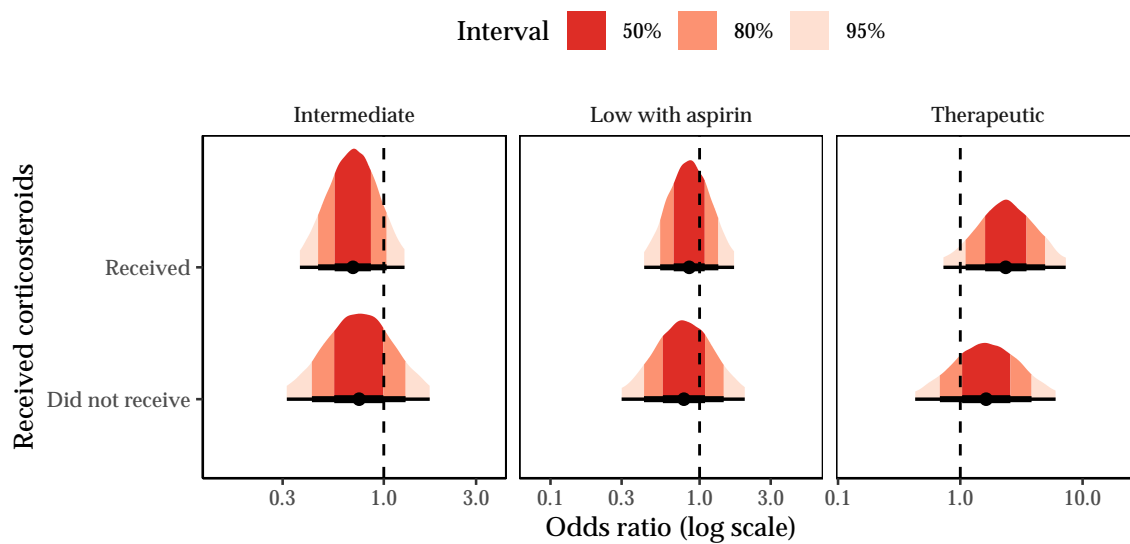 Interval 50% 80% 95%
Intermediate Low with aspirin Therapeutic
Received corticosteroids
Received
Did not receive
0.3 1.0 3.0 0.1 0.3 1.0 3.0 0.1 1.0 10.0
Odds ratio (log scale)